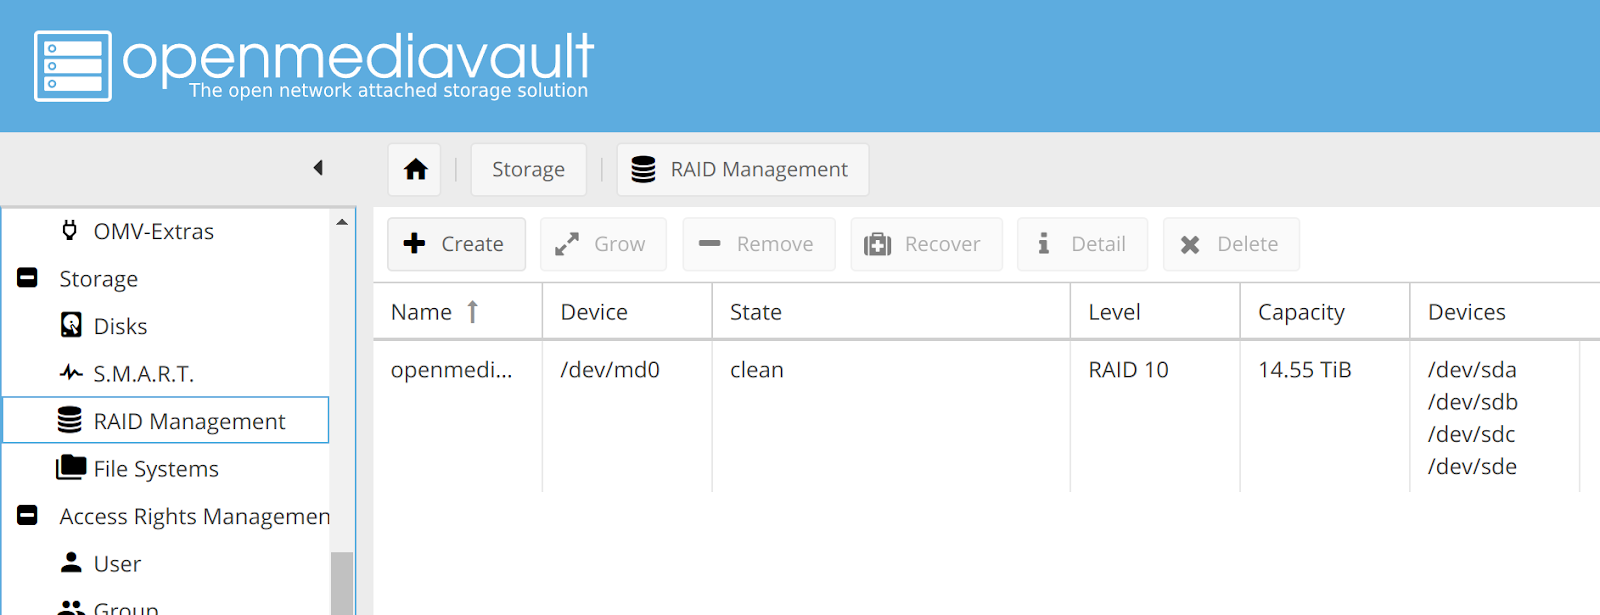 openmediavault
The open network attached storage solution
Storage
RAID Management
OMV-Extras
Storage
Disks
S.M.A.R.T.
RAID Management
File Systems
Access Rights Managemen
User
Group
Create
Grow
Remove
Recover
Detail
Delete
Name
Device
State
Level
Capacity
Devices
openmedi...
/dev/md0
clean
RAID 10
14.55 TiB
/dev/sda
/dev/sdb
/dev/sdc
/dev/sde